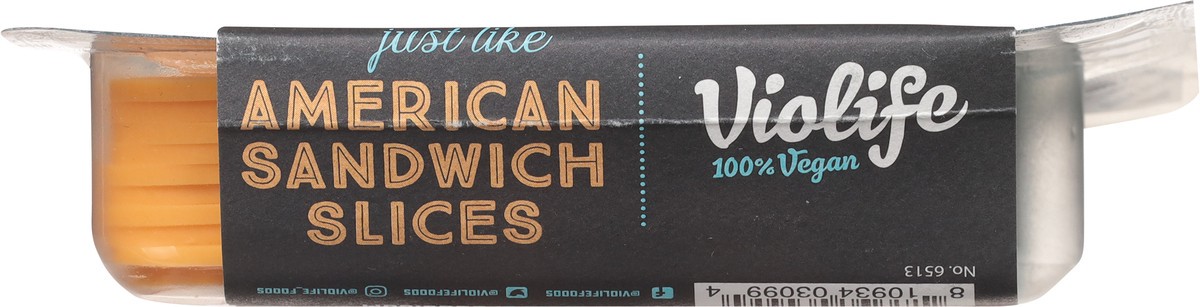 just like
AMERICAN
SANDWICH
SLICES
Violife
100% Vegan
No. 6513
8 10934 03099 4
@VIOLIFEFOODS
@VIOLIFEFOODS
@VIOLIFE_FOODS